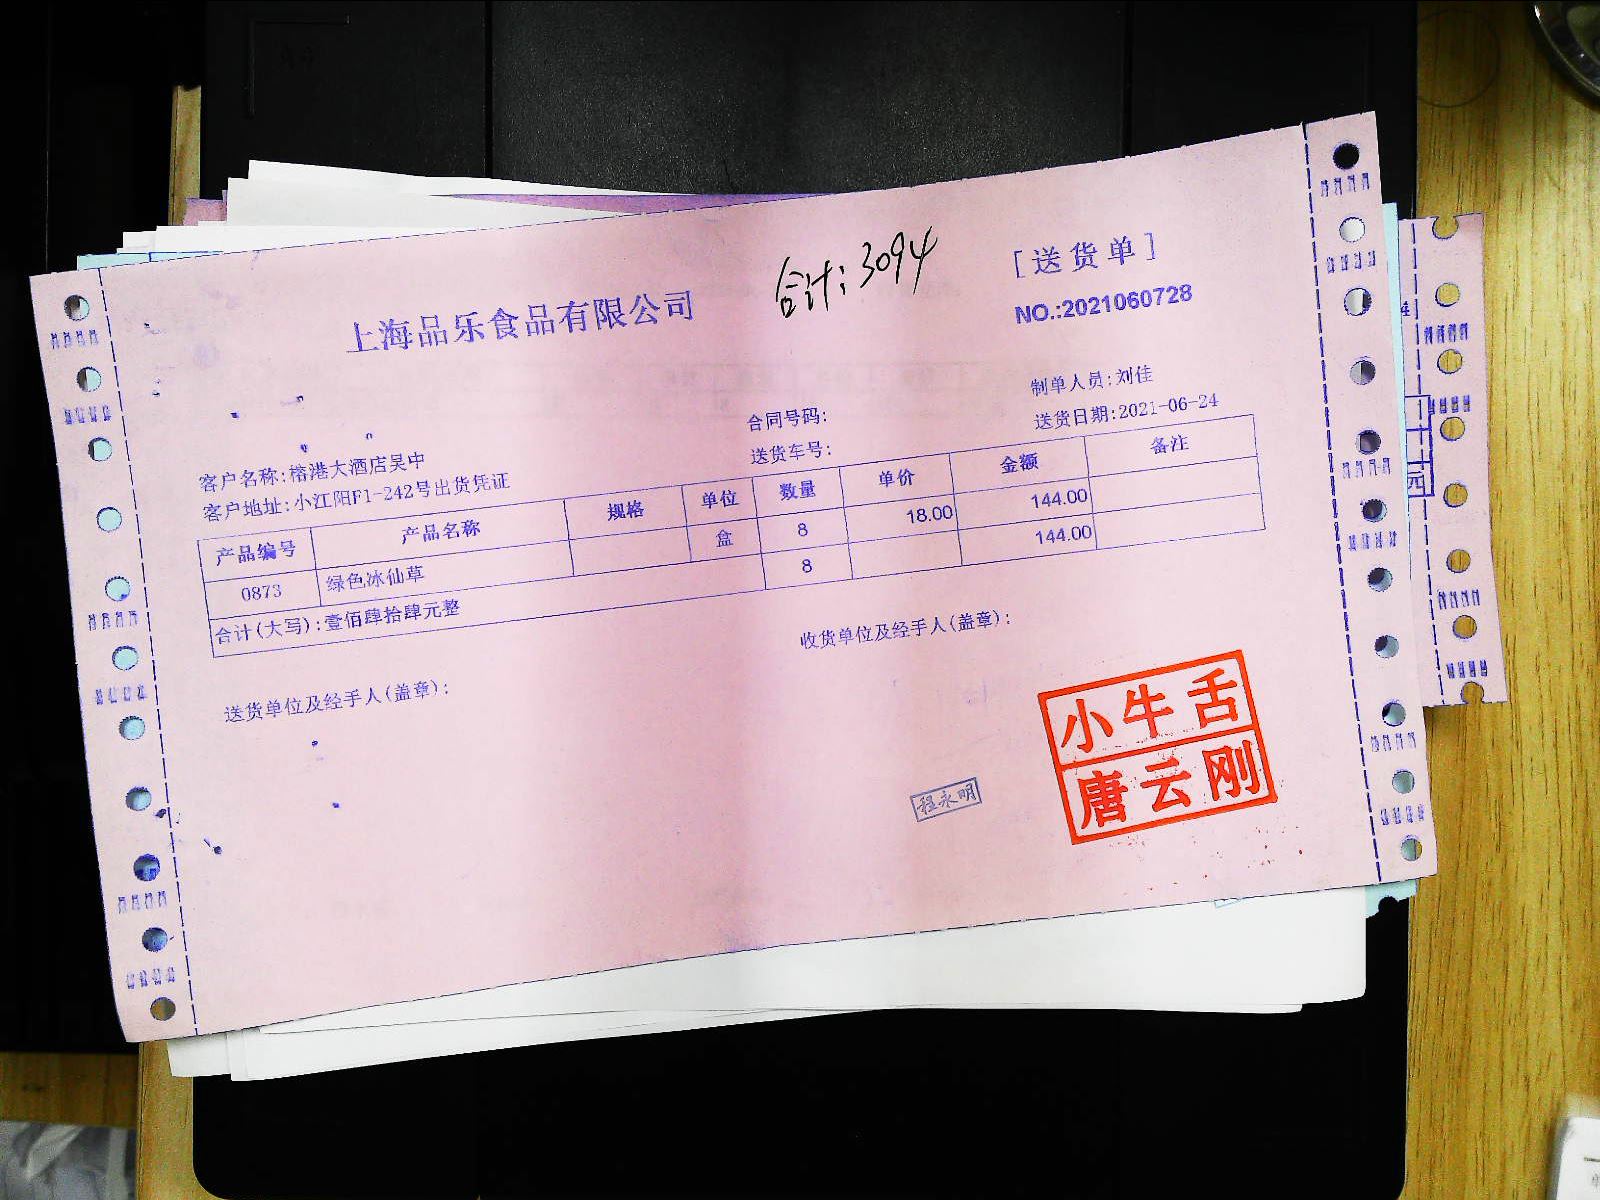 合计:3094
[送货单]
上海品乐食品有限公司
NO.:2021060728
制单人员:刘佳
合同号码:
送货日期:2021-06-24
客户名称:榕港大酒店吴中
送货车号:
客户地址:小江阳F1-242号出货凭证
产品编号 产品名称 规格 单位 数量 单价 金额 备注
0873 绿色冰仙草 盒 8 18.00 144.00
合计(大写):壹佰肆拾肆元整 8 144.00
送货单位及经手人(盖章):
收货单位及经手人(盖章):
小牛舌
唐云刚
程永明